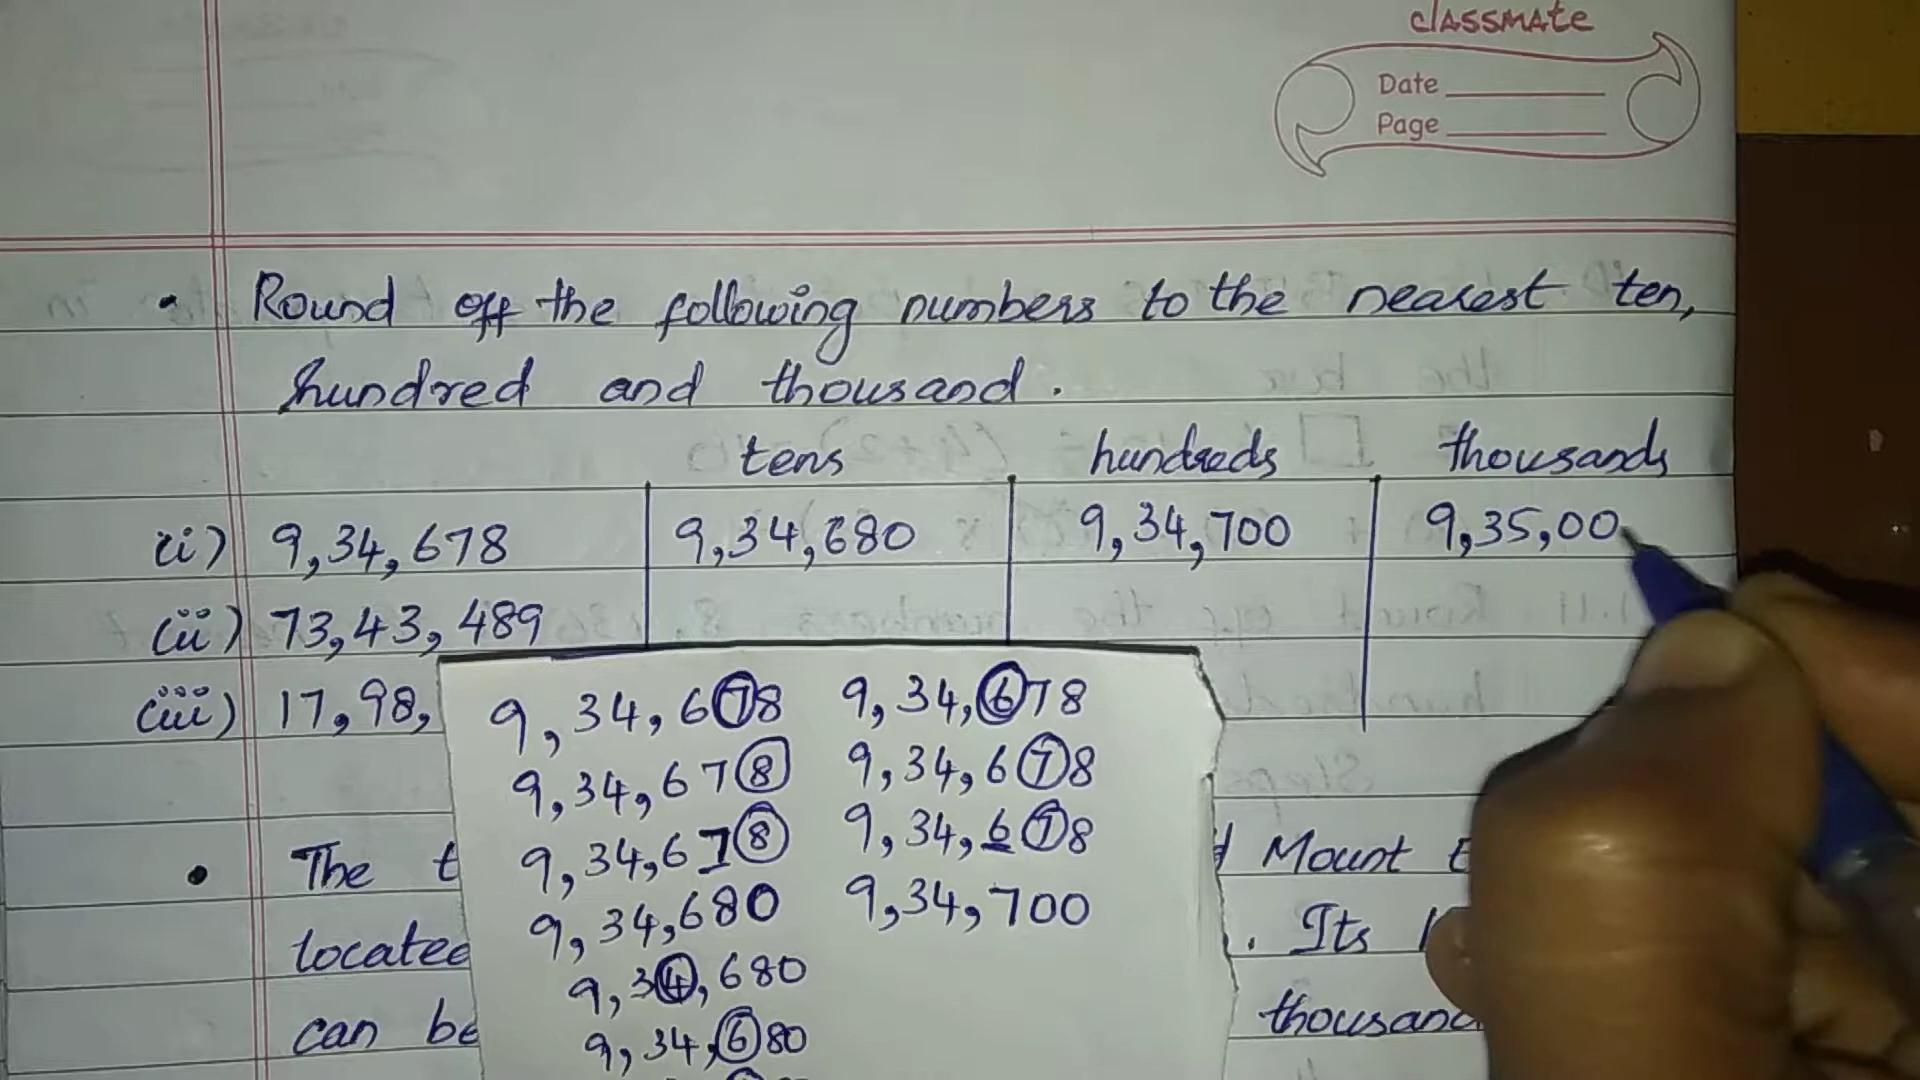 classmate
Date
Page
• Round off the following numbers to the nearest ten,
hundred and thousand.
tens hundreds thousands
(i) 9,34,678 9,34,680 9,34,700 9,35,00
(ii) 73,43,489
(iii) 17,98,
9,34,678 9,34,678
9,34,678 9,34,678
9,34,678 9,34,678
9,34,680 9,34,700
9,34,680
9,34,680
• The Mount
located . Its
can be thousand